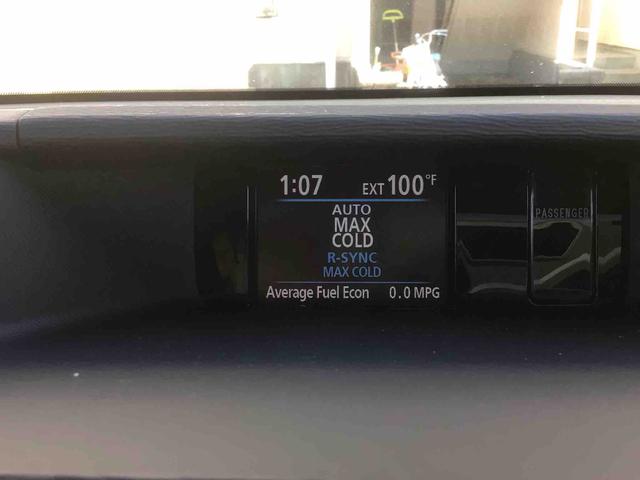 1:07 EXT 100°F
AUTO
MAX
COLD
R-SYNC
MAX COLD
Average Fuel Econ 0.0 MPG
PASSENGER